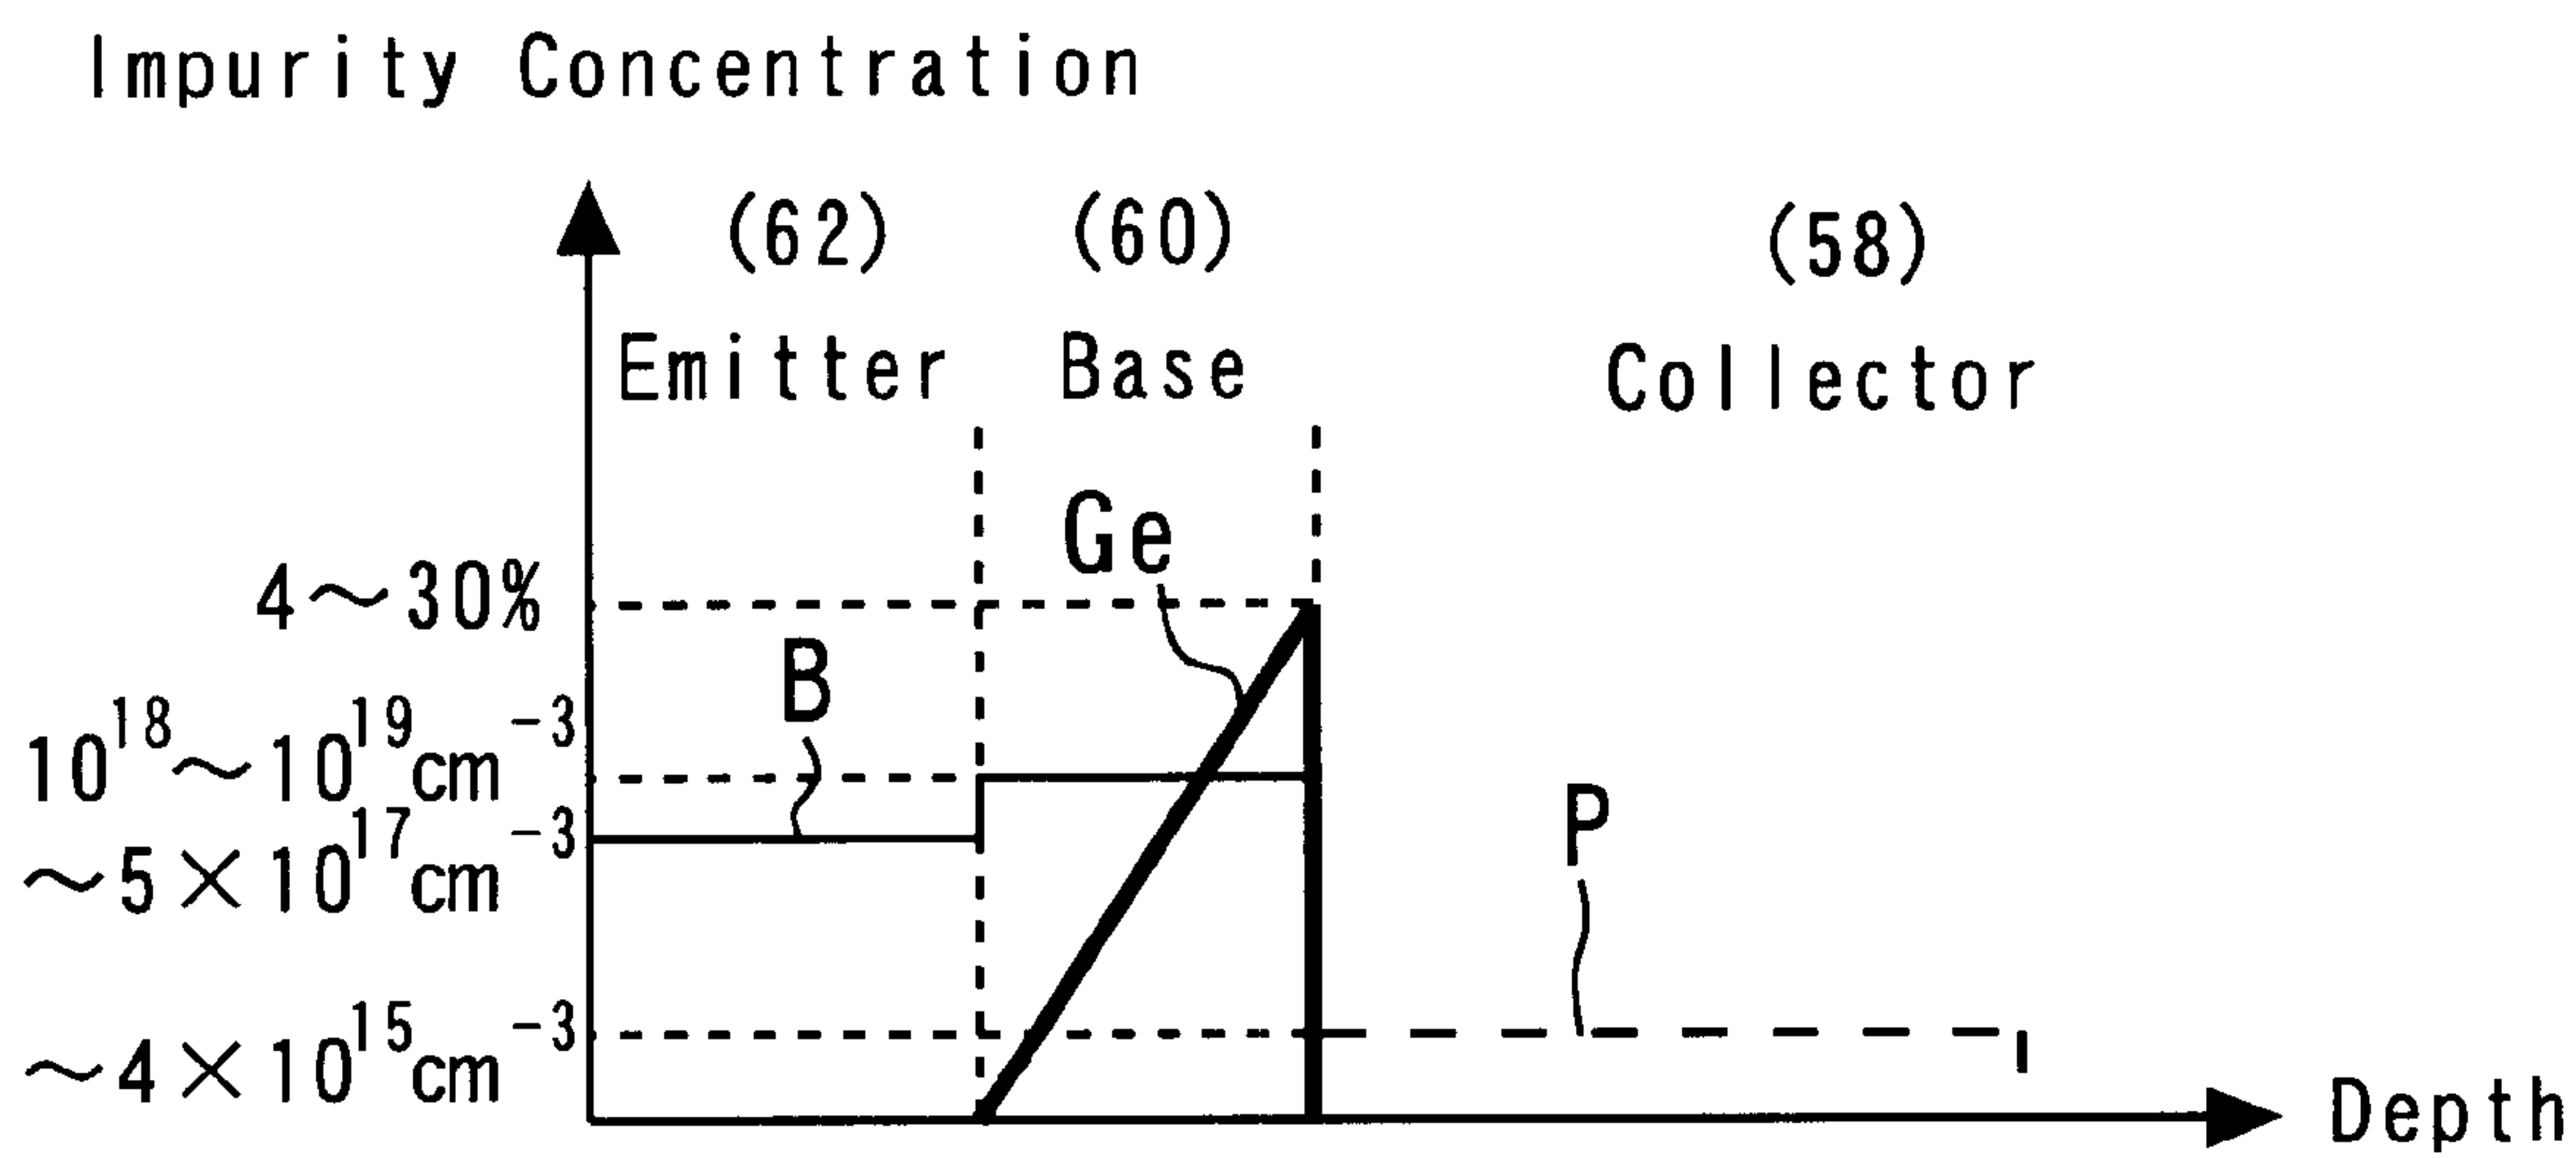 Impurity Concentration
(62) (60) (58)
Emitter Base Collector
Ge
4～30%
B
10¹⁸～10¹⁹cm⁻³
P
～5×10¹⁷cm⁻³
～4×10¹⁵cm⁻³
Depth